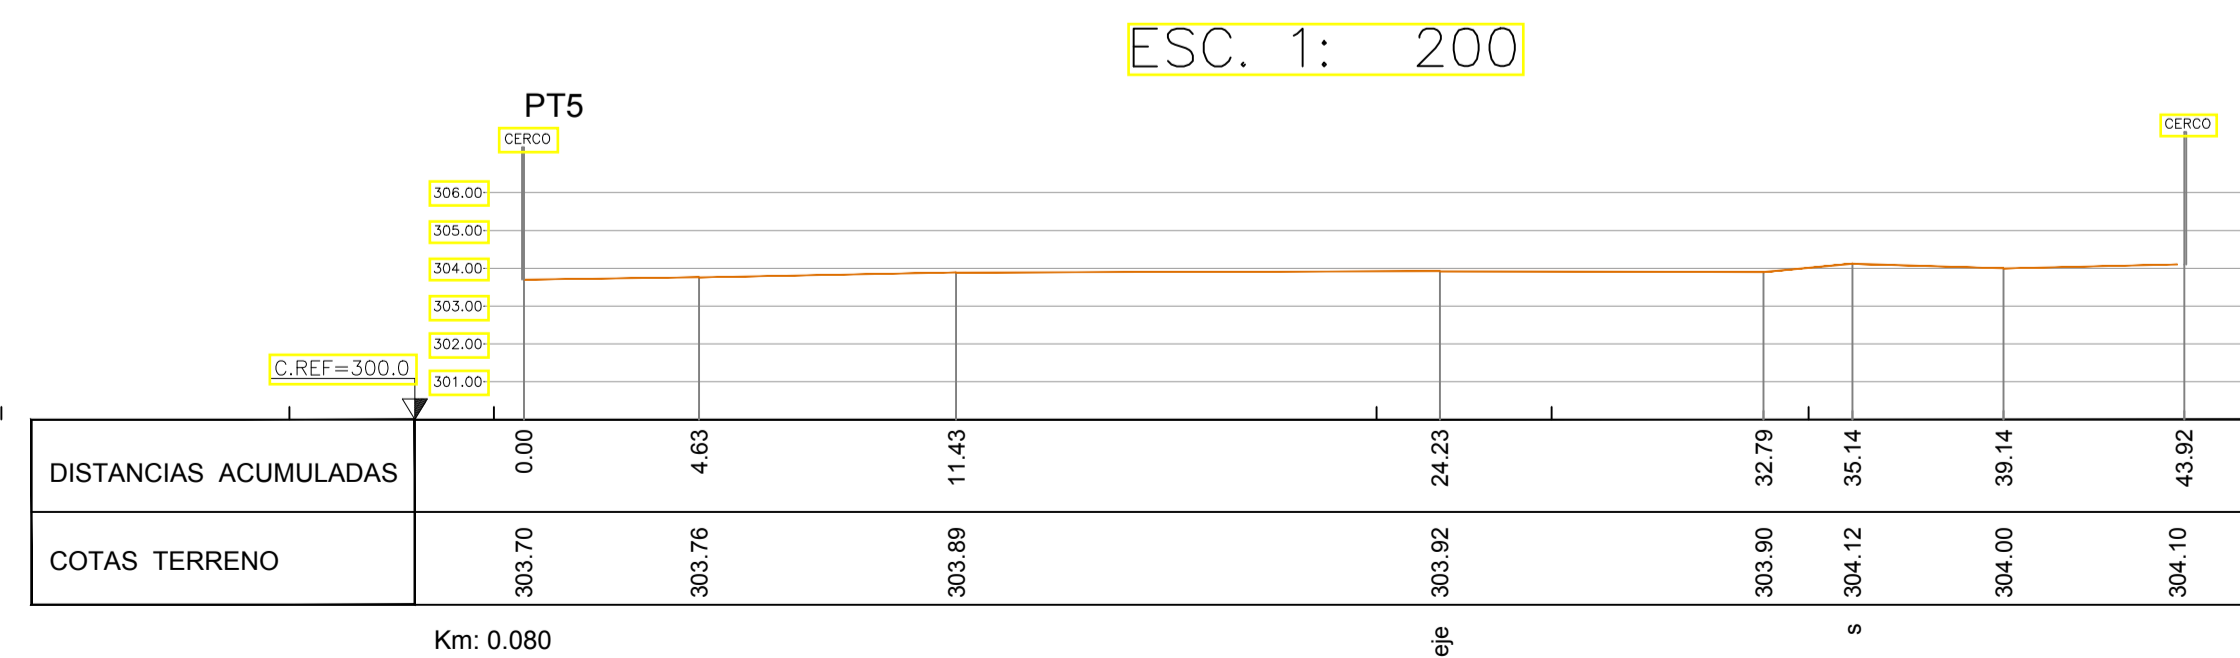 ESC. 1: 200
PT5
CERCO
CERCO
306.00
305.00
304.00
303.00
302.00
301.00
C.REF=300.0
DISTANCIAS ACUMULADAS 0.00 4.63 11.43 24.23 32.79 35.14 39.14 43.92
COTAS TERRENO 303.70 303.76 303.89 303.92 303.90 304.12 304.00 304.10
Km: 0.080 eje s